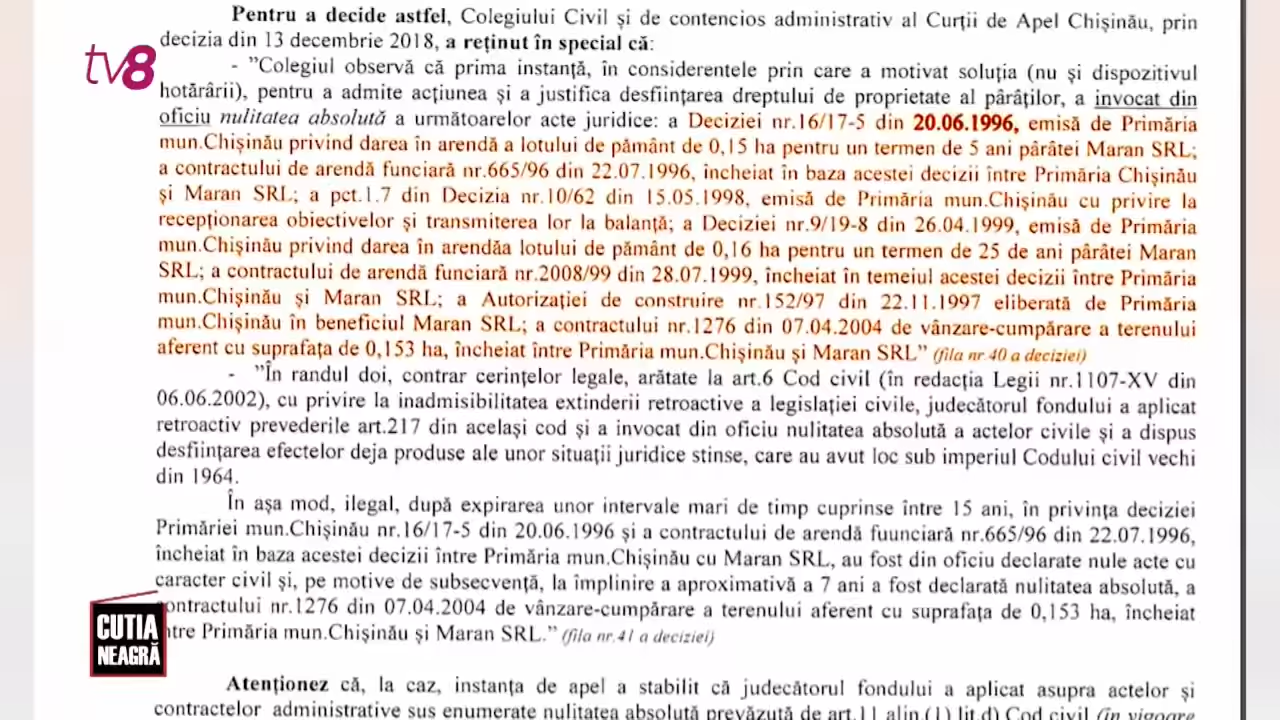 Pentru a decide astfel, Colegiului Civil și de contencios administrativ al Curții de Apel Chișinău, prin
decizia din 13 decembrie 2018, a reținut în special că:
tv8
- ”Colegiul observă că prima instanță, în considerentele prin care a motivat soluția (nu și dispozitivul
hotărârii), pentru a admite acțiunea și a justifica desființarea dreptului de proprietate al pârâților, a invocat din
oficiu nulitatea absolută a următoarelor acte juridice: a Deciziei nr.16/17-5 din 20.06.1996, emisă de Primăria
mun.Chișinău privind darea în arendă a lotului de pământ de 0,15 ha pentru un termen de 5 ani pârâtei Maran SRL;
a contractului de arendă funciară nr.665/96 din 22.07.1996, încheiat în baza acestei decizii între Primăria Chișinău
și Maran SRL; a pct.1.7 din Decizia nr.10/62 din 15.05.1998, emisă de Primăria mun.Chișinău cu privire la
recepționarea obiectivelor și transmiterea lor la balanță; a Deciziei nr.9/19-8 din 26.04.1999, emisă de Primăria
mun.Chișinău privind darea în arendăa lotului de pământ de 0,16 ha pentru un termen de 25 de ani pârâtei Maran
SRL; a contractului de arendă funciară nr.2008/99 din 28.07.1999, încheiat în temeiul acestei decizii între Primăria
mun.Chișinău și Maran SRL; a Autorizației de construire nr.152/97 din 22.11.1997 eliberată de Primăria
mun.Chișinău în beneficiul Maran SRL; a contractului nr.1276 din 07.04.2004 de vânzare-cumpărare a terenului
aferent cu suprafața de 0,153 ha, încheiat între Primăria mun.Chișinău și Maran SRL” (fila nr.40 a deciziei)
- ”În randul doi, contrar cerințelor legale, arătate la art.6 Cod civil (în redacția Legii nr.1107-XV din
06.06.2002), cu privire la inadmisibilitatea extinderii retroactive a legislației civile, judecătorul fondului a aplicat
retroactiv prevederile art.217 din același cod și a invocat din oficiu nulitatea absolută a actelor civile și a dispus
desființarea efectelor deja produse ale unor situații juridice stinse, care au avut loc sub imperiul Codului civil vechi
din 1964.
În așa mod, ilegal, după expirarea unor intervale mari de timp cuprinse între 15 ani, în privința deciziei
Primăriei mun.Chișinău nr.16/17-5 din 20.06.1996 și a contractului de arendă fuunciară nr.665/96 din 22.07.1996,
încheiat în baza acestei decizii între Primăria mun.Chișinău cu Maran SRL, au fost din oficiu declarate nule acte cu
caracter civil și, pe motive de subsecvență, la împlinire a aproximativă a 7 ani a fost declarată nulitatea absolută, a
contractului nr.1276 din 07.04.2004 de vânzare-cumpărare a terenului aferent cu suprafața de 0,153 ha, încheiat
între Primăria mun.Chișinău și Maran SRL.” (fila nr.41 a deciziei)
CUTIA
NEAGRĂ
Atenționez că, la caz, instanța de apel a stabilit că judecătorul fondului a aplicat asupra actelor și
contractelor administrative sus enumerate nulitatea absolută prevăzută de art.11 alin.(1) lit.d) Cod civil (în vigoare